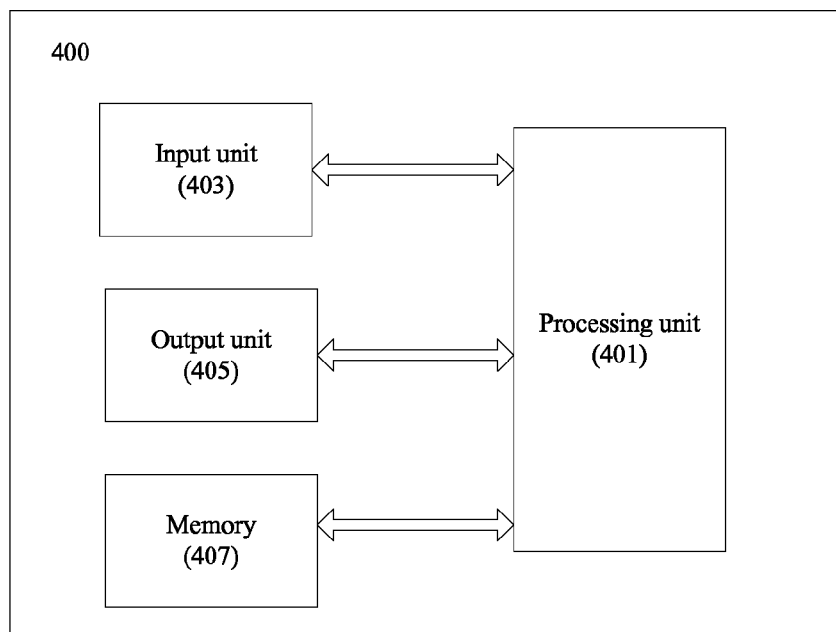 400
Input unit
(403)
Output unit
(405)
Memory
(407)
Processing unit
(401)